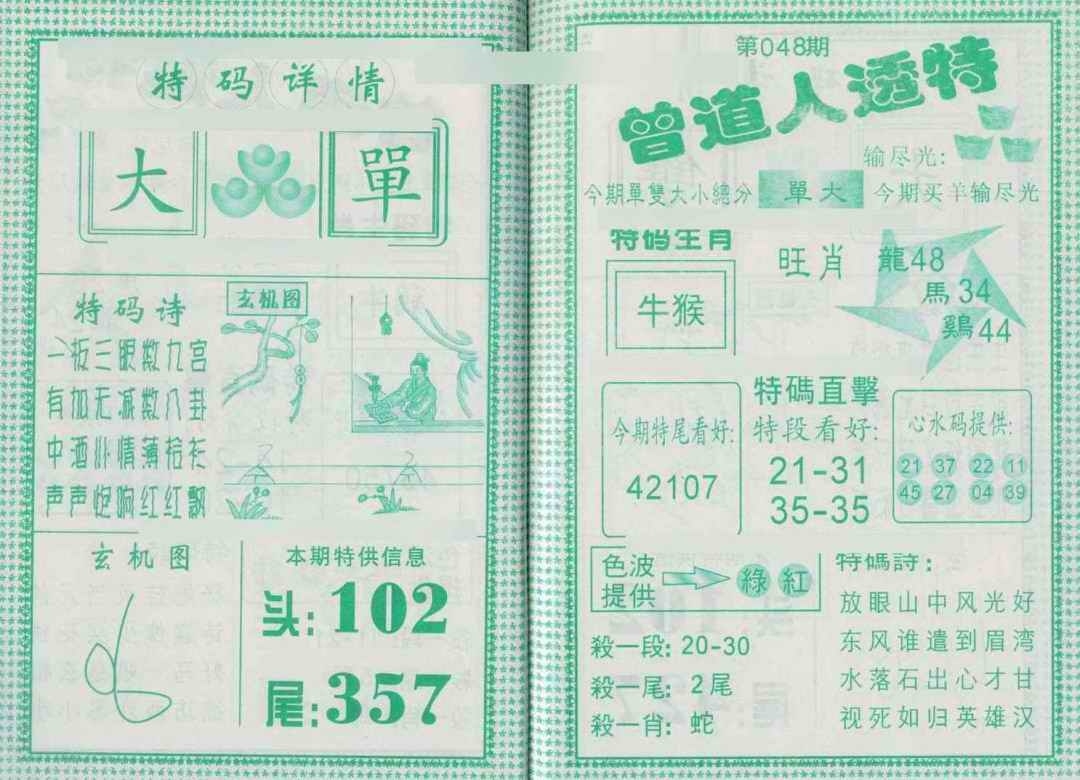 特码详情
大
單
特码诗
一板三眼数九宫
有加无减数八卦
中酒心情薄袷衫
声声炮响红红飘
玄机图
玄机图
本期特供信息
头:102
尾:357
第048期
曾道人透特
输尽光:
今期單雙大小總分 單大 今期买羊输尽光
特码生肖
牛猴
旺肖
龍48
馬34
鷄44
今期特尾看好:
42107
特碼直擊
特段看好:
21-31
35-35
心水码提供:
21 37 22 11
45 27 04 39
色波
提供
綠 紅
殺一段: 20-30
殺一尾: 2尾
殺一肖: 蛇
特碼詩:
放眼山中风光好
东风谁遣到眉湾
水落石出心才甘
视死如归英雄汉